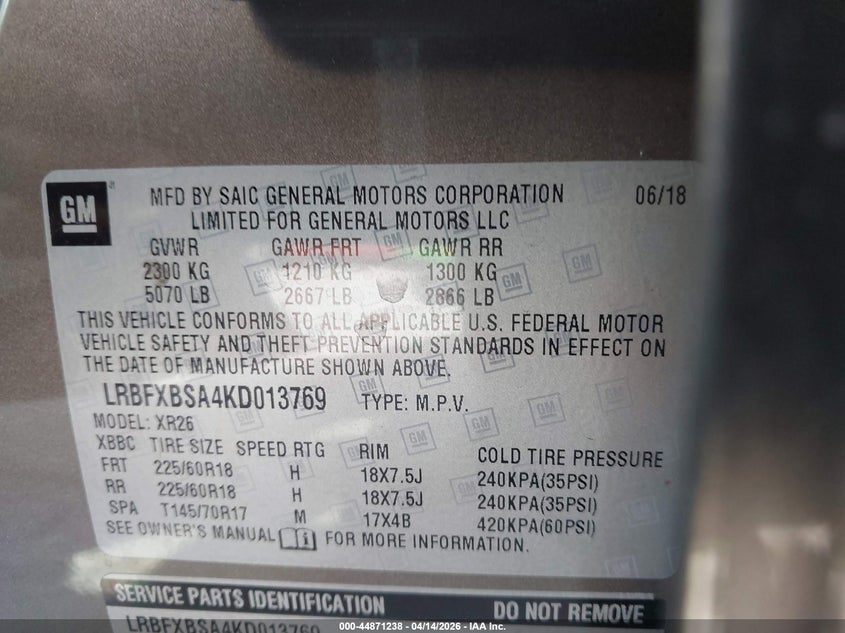 GM
MFD BY SAIC GENERAL MOTORS CORPORATION 06/18
LIMITED FOR GENERAL MOTORS LLC
GVWR GAWR FRT GAWR RR
2300 KG 1210 KG 1300 KG
5070 LB 2667 LB 2866 LB
THIS VEHICLE CONFORMS TO ALL APPLICABLE U.S. FEDERAL MOTOR
VEHICLE SAFETY AND THEFT PREVENTION STANDARDS IN EFFECT ON
THE DATE OF MANUFACTURE SHOWN ABOVE.
LRBFXBSA4KD013769 TYPE: M.P.V.
MODEL: XR26
XBBC TIRE SIZE SPEED RTG RIM COLD TIRE PRESSURE
FRT 225/60R18 H 18X7.5J 240KPA(35PSI)
RR 225/60R18 H 18X7.5J 240KPA(35PSI)
SPA T145/70R17 M 17X4B 420KPA(60PSI)
SEE OWNER'S MANUAL i FOR MORE INFORMATION.
SERVICE PARTS IDENTIFICATION DO NOT REMOVE
LRBFXBSA4KD013769
000-44871238 - 04/14/2026 - IAA Inc.